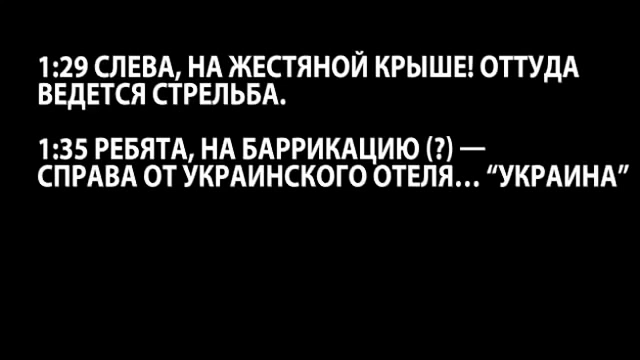 1:29 СЛЕВА, НА ЖЕСТЯНОЙ КРЫШЕ! ОТТУДА
ВЕДЕТСЯ СТРЕЛЬБА.
1:35 РЕБЯТА, НА БАРРИКАЦИЮ (?) —
СПРАВА ОТ УКРАИНСКОГО ОТЕЛЯ... “УКРАИНА”